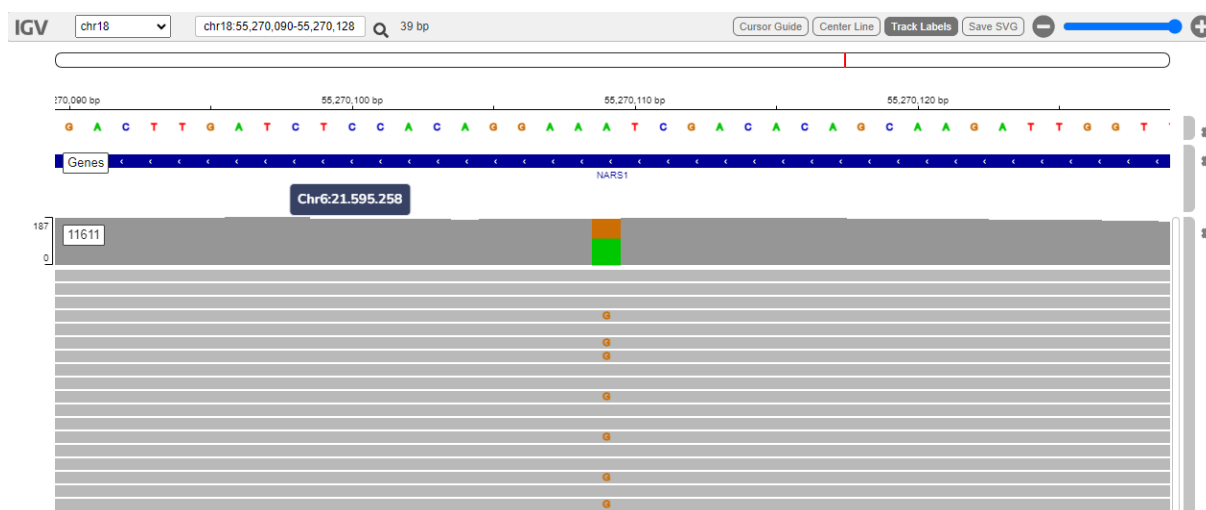 IGV chr18 chr18:55,270,090-55,270,128 39 bp Cursor Guide Center Line Track Labels Save SVG
270,090 bp 55,270,100 bp 55,270,110 bp 55,270,120 bp
G A C T T G A T C T C C A C A G G A A A T C G A C A C A G C A A G A T T G G T
Genes
NARS1
Chr6:21.595.258
187
11611
0
G
G
G
G
G
G
G